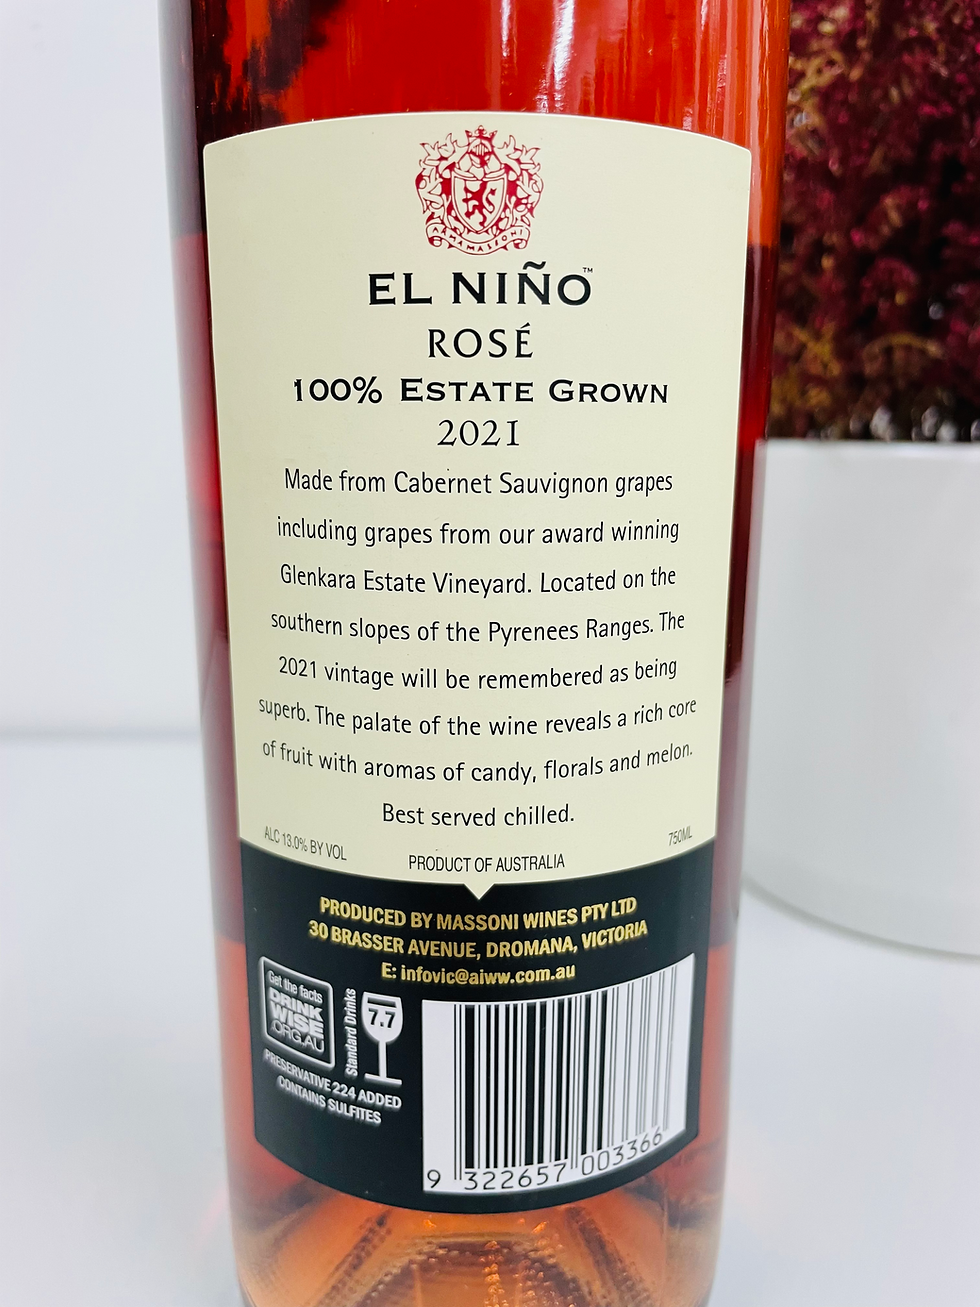 ARMA MASSONI
EL NIÑO™
ROSÉ
100% ESTATE GROWN
2021
Made from Cabernet Sauvignon grapes
including grapes from our award winning
Glenkara Estate Vineyard. Located on the
southern slopes of the Pyrenees Ranges. The
2021 vintage will be remembered as being
superb. The palate of the wine reveals a rich core
of fruit with aromas of candy, florals and melon.
Best served chilled.
ALC 13.0% BY VOL
PRODUCT OF AUSTRALIA
750ML
PRODUCED BY MASSONI WINES PTY LTD
30 BRASSER AVENUE, DROMANA, VICTORIA
E: infovic@aiww.com.au
Get the facts
DRINK
WISE
.ORG.AU
Standard Drinks
7.7
PRESERVATIVE 224 ADDED
CONTAINS SULFITES
9 322657 003366